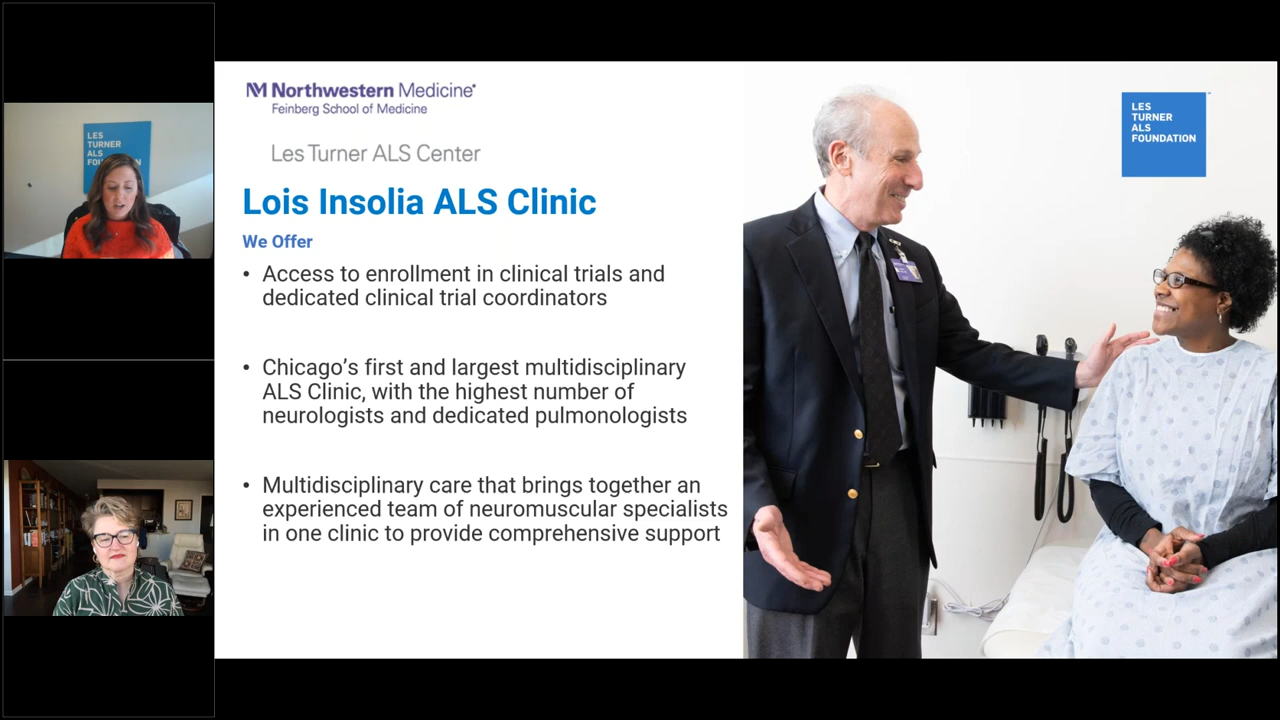 LES
TURNER
ALS
FOUNDATION
Northwestern Medicine®
Feinberg School of Medicine
Les Turner ALS Center
Lois Insolia ALS Clinic
We Offer
• Access to enrollment in clinical trials and
dedicated clinical trial coordinators
• Chicago’s first and largest multidisciplinary
ALS Clinic, with the highest number of
neurologists and dedicated pulmonologists
• Multidisciplinary care that brings together an
experienced team of neuromuscular specialists
in one clinic to provide comprehensive support
LES
TURNER
ALS
FOUNDATION